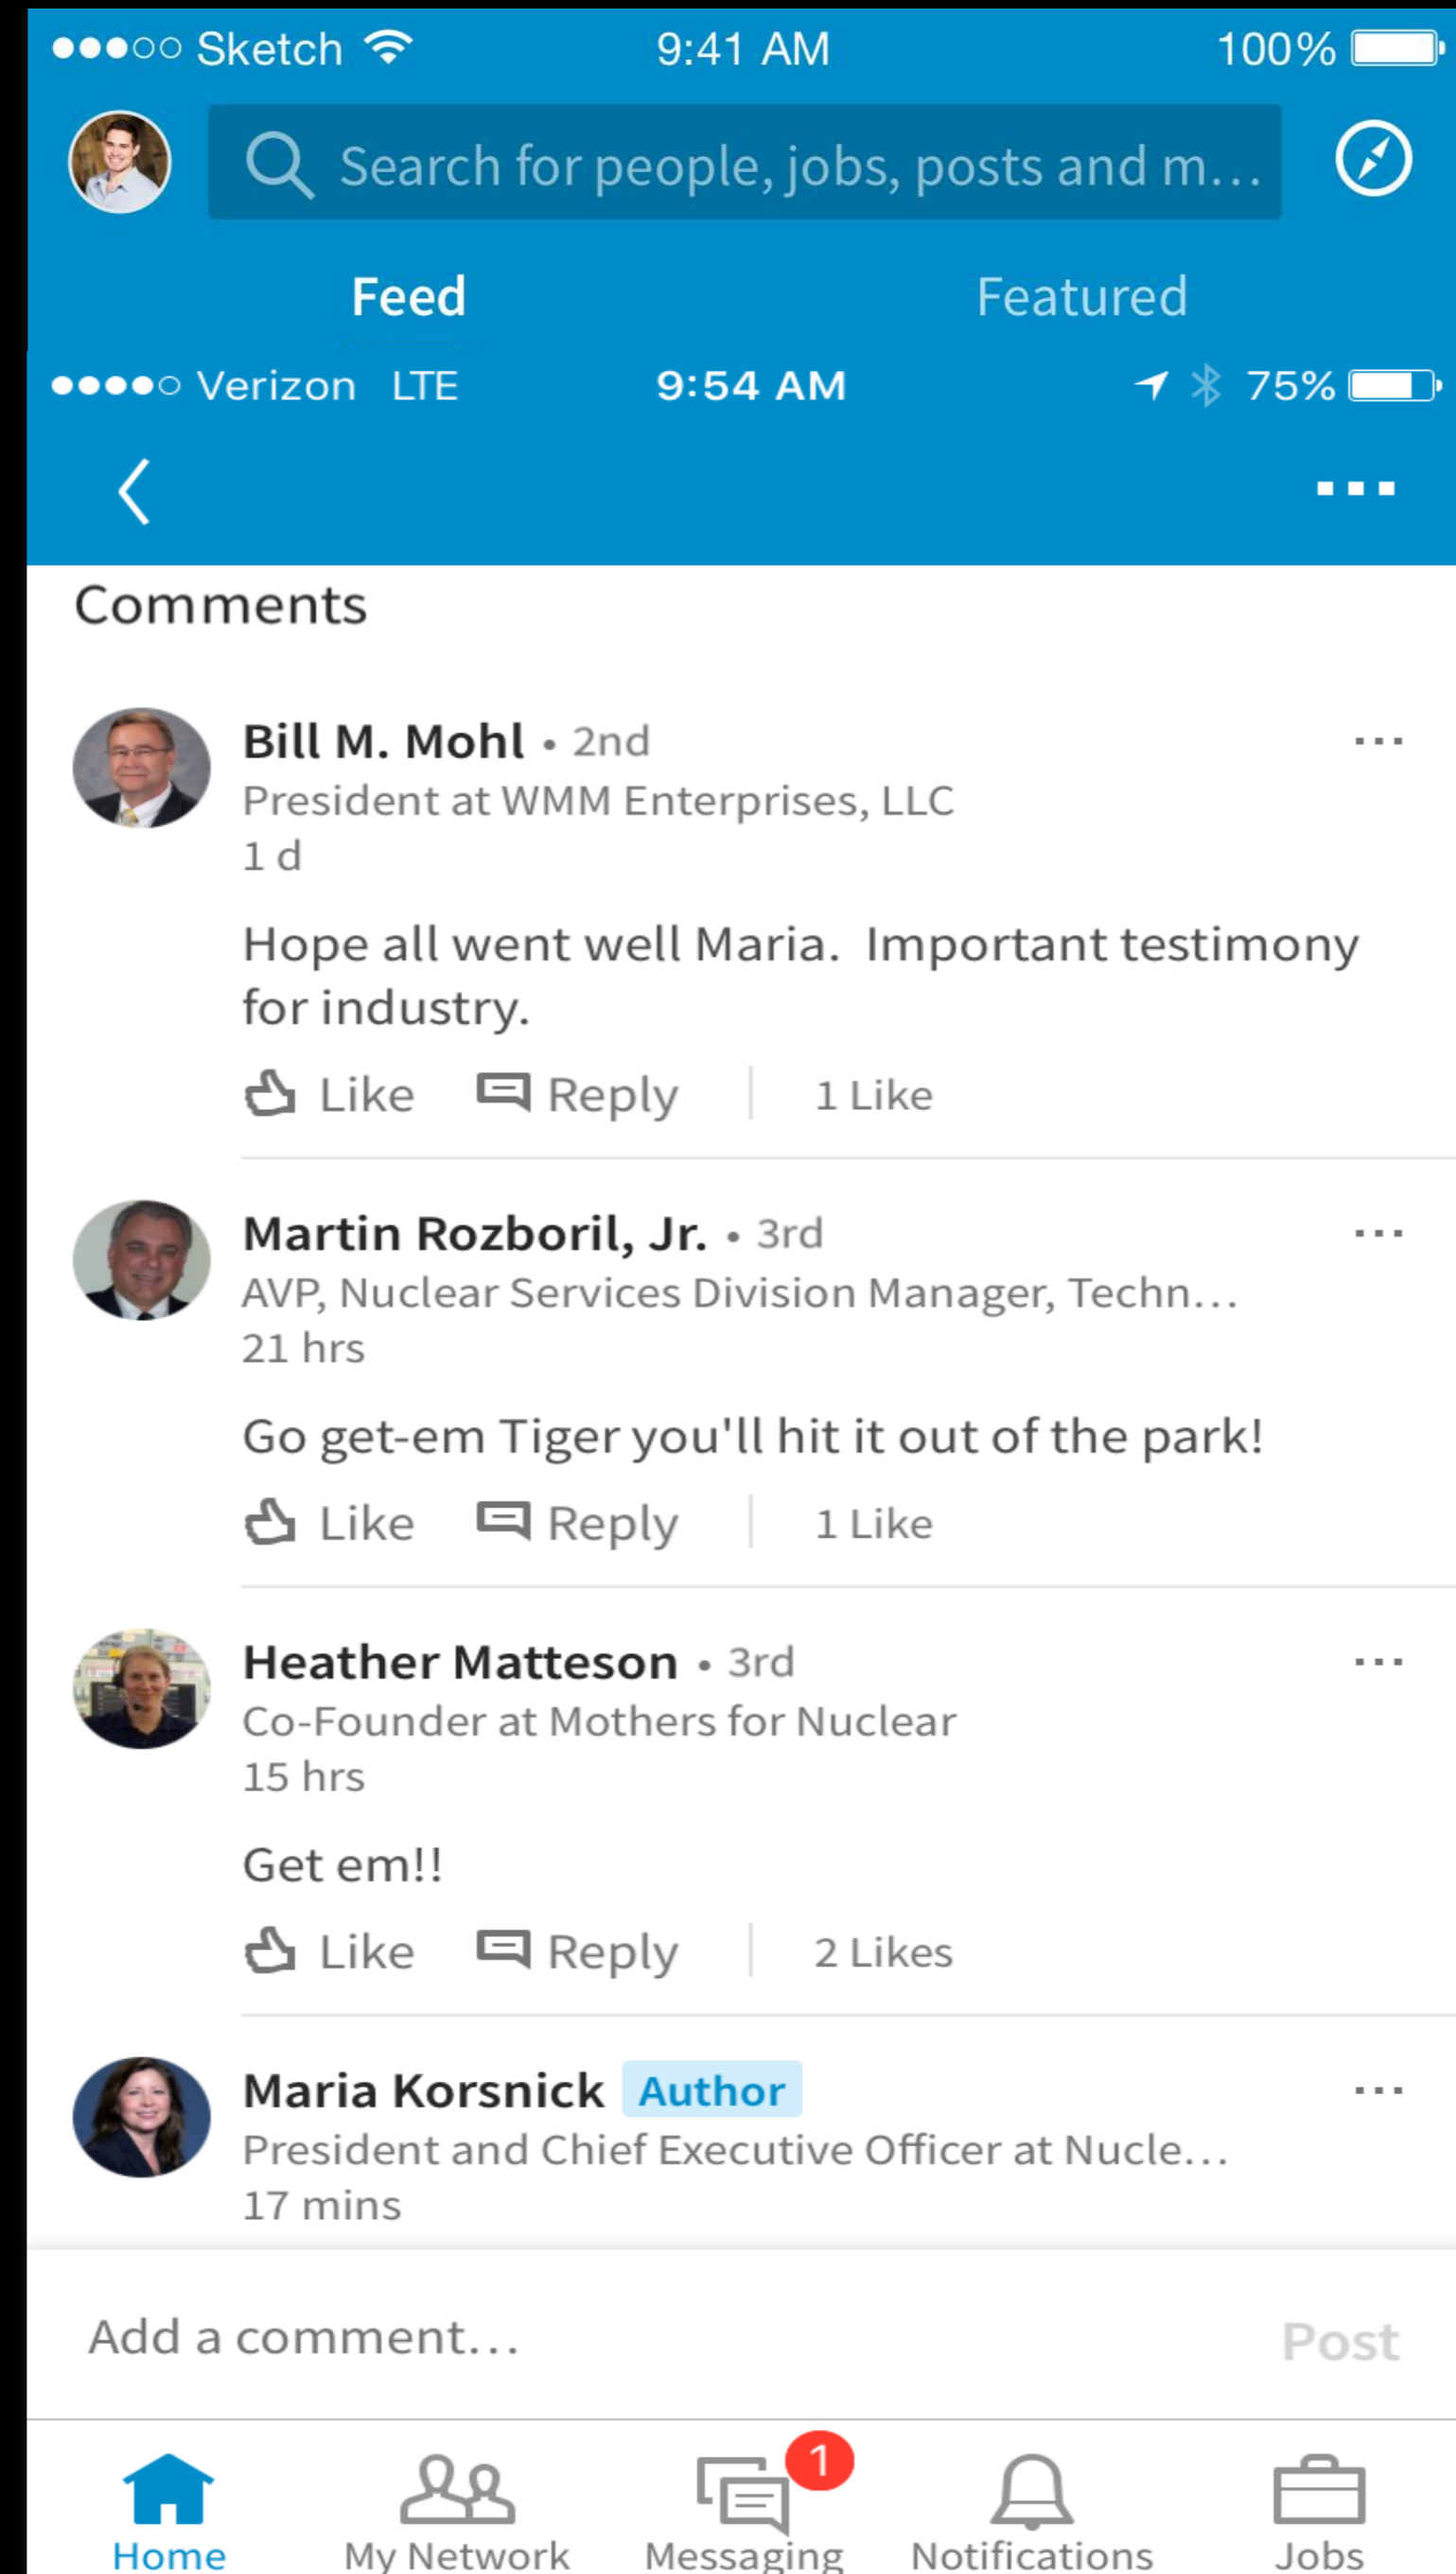 Sketch 9:41 AM 100%
Search for people, jobs, posts and m...
Feed Featured
Verizon LTE 9:54 AM 75%
Comments
Bill M. Mohl • 2nd
President at WMM Enterprises, LLC
1 d
Hope all went well Maria.  Important testimony
for industry.
Like Reply 1 Like
Martin Rozboril, Jr. • 3rd
AVP, Nuclear Services Division Manager, Techn...
21 hrs
Go get-em Tiger you'll hit it out of the park!
Like Reply 1 Like
Heather Matteson • 3rd
Co-Founder at Mothers for Nuclear
15 hrs
Get em!!
Like Reply 2 Likes
Maria Korsnick Author
President and Chief Executive Officer at Nucle...
17 mins
Add a comment... Post
1
Home My Network Messaging Notifications Jobs